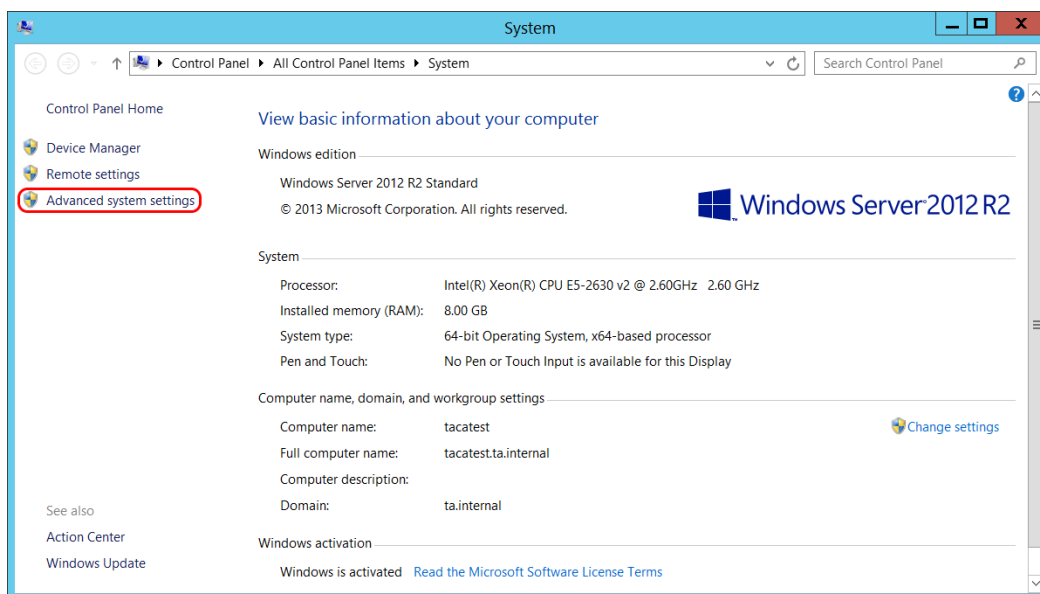 System
Control Panel ▸ All Control Panel Items ▸ System
Search Control Panel
Control Panel Home
Device Manager
Remote settings
Advanced system settings
View basic information about your computer
Windows edition
Windows Server 2012 R2 Standard
© 2013 Microsoft Corporation. All rights reserved.
Windows Server 2012 R2
System
Processor: Intel(R) Xeon(R) CPU E5-2630 v2 @ 2.60GHz 2.60 GHz
Installed memory (RAM): 8.00 GB
System type: 64-bit Operating System, x64-based processor
Pen and Touch: No Pen or Touch Input is available for this Display
Computer name, domain, and workgroup settings
Computer name: tacatest Change settings
Full computer name: tacatest.ta.internal
Computer description:
Domain: ta.internal
Windows activation
Windows is activated Read the Microsoft Software License Terms
See also
Action Center
Windows Update